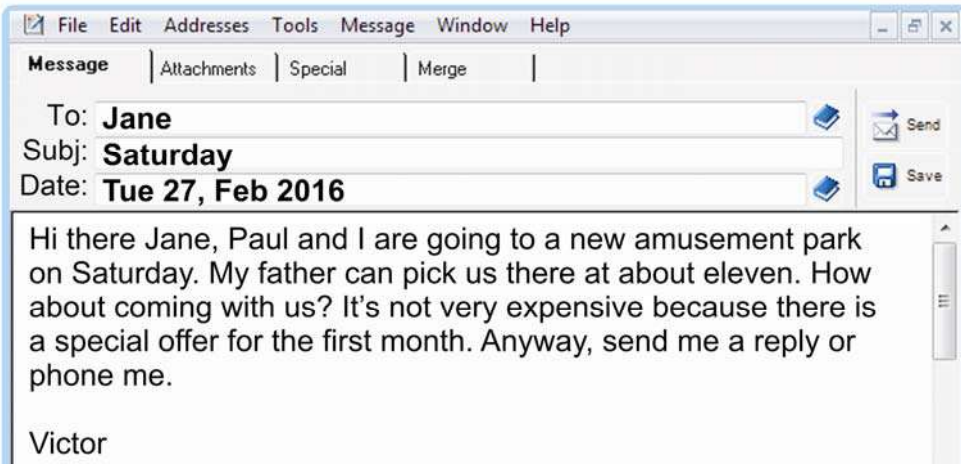 File Edit Addresses Tools Message Window Help
Message Attachments Special Merge
To: Jane
Send
Subj: Saturday
Date: Tue 27, Feb 2016
Save
Hi there Jane, Paul and I are going to a new amusement park
on Saturday. My father can pick us there at about eleven. How
about coming with us? It's not very expensive because there is
a special offer for the first month. Anyway, send me a reply or
phone me.
Victor